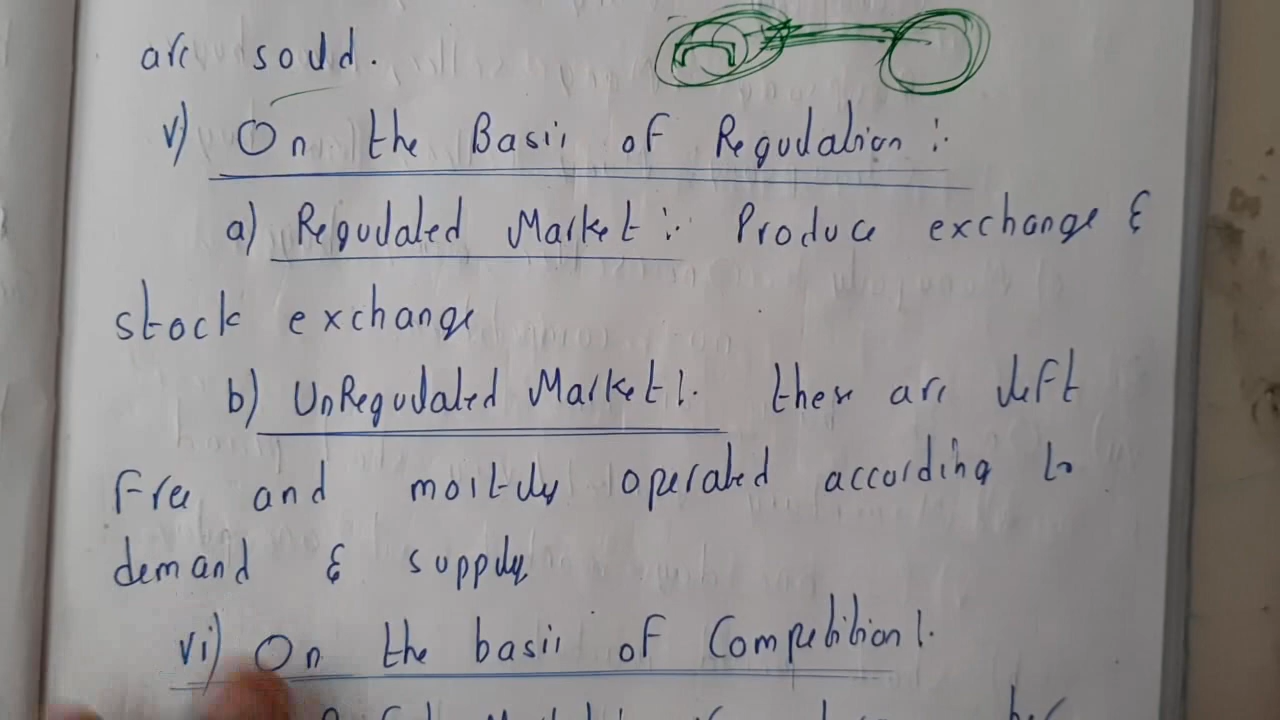 are sold.
v) On the Basis of Regulation :-
a) Regulated Market :- Produce exchange &
stock exchange
b) UnRegulated Market :- these are left
Free and mostly operated according to
demand & supply
vi) On the basis of Competition :-